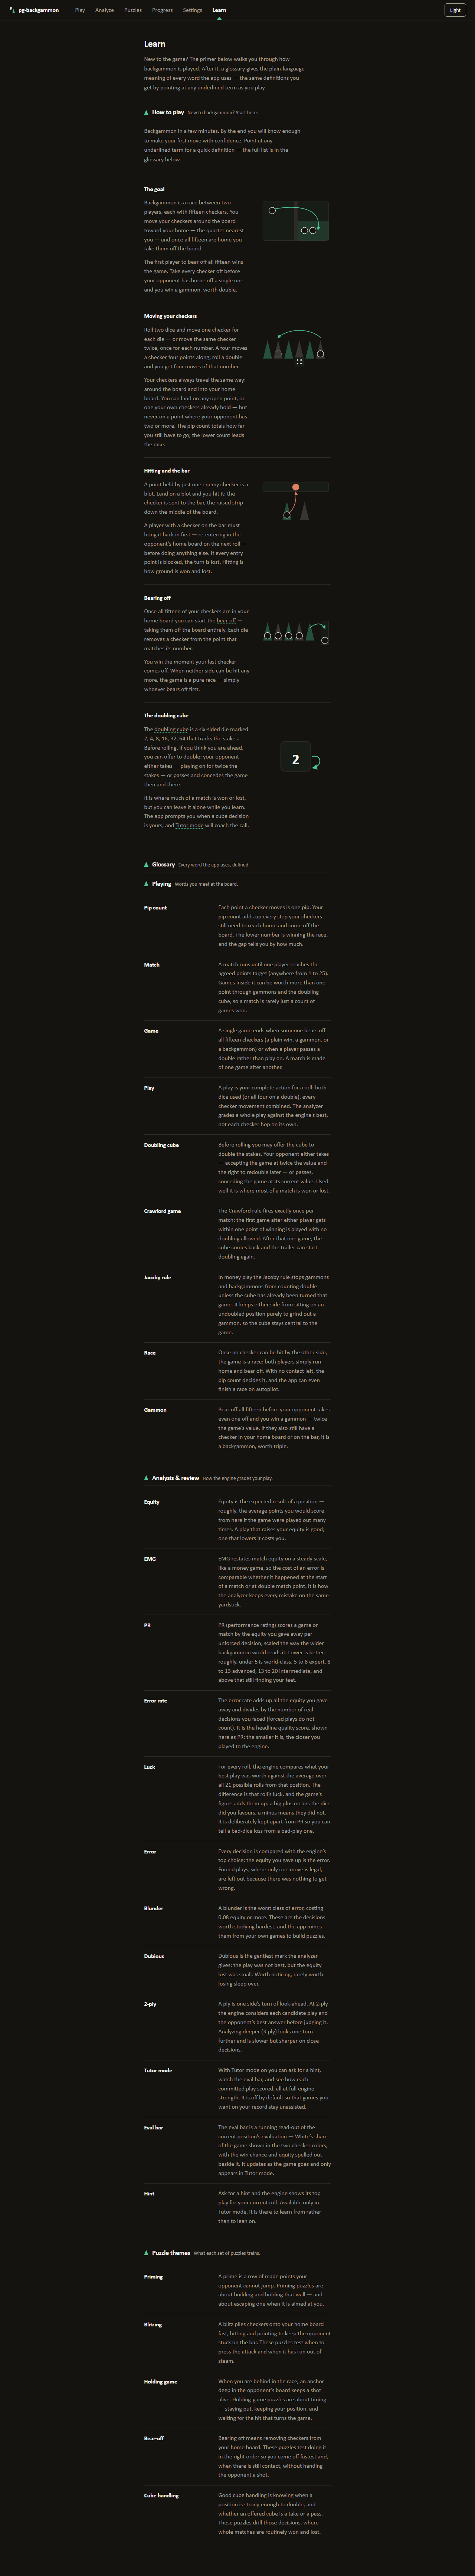 pg-backgammon
Play
Analyze
Puzzles
Progress
Settings
Learn
Light
Learn
New to the game? The primer below walks you through how
backgammon is played. After it, a glossary gives the plain-language
meaning of every word the app uses — the same definitions you
get by pointing at any underlined term as you play.
How to play New to backgammon? Start here.
Backgammon in a few minutes. By the end you will know enough
to make your first move with confidence. Point at any
underlined term for a quick definition — the full list is in the
glossary below.
The goal
Backgammon is a race between two
players, each with fifteen checkers. You
move your checkers around the board
toward your home — the quarter nearest
you — and once all fifteen are home you
take them off the board.
The first player to bear off all fifteen wins
the game. Take every checker off before
your opponent has borne off a single one
and you win a gammon, worth double.
Moving your checkers
Roll two dice and move one checker for
each die — or move the same checker
twice, once for each number. A four moves
a checker four points along; roll a double
and you get four moves of that number.
Your checkers always travel the same way:
around the board and into your home
board. You can land on any open point, or
one your own checkers already hold — but
never on a point where your opponent has
two or more. The pip count totals how far
you still have to go; the lower count leads
the race.
Hitting and the bar
A point held by just one enemy checker is a
blot. Land on a blot and you hit it: the
checker is sent to the bar, the raised strip
down the middle of the board.
A player with a checker on the bar must
bring it back in first — re-entering in the
opponent's home board on the next roll —
before doing anything else. If every entry
point is blocked, the turn is lost. Hitting is
how ground is won and lost.
Bearing off
Once all fifteen of your checkers are in your
home board you can start the bear off —
taking them off the board entirely. Each die
removes a checker from the point that
matches its number.
You win the moment your last checker
comes off. When neither side can be hit any
more, the game is a pure race — simply
whoever bears off first.
The doubling cube
The doubling cube is a six-sided die marked
2, 4, 8, 16, 32, 64 that tracks the stakes.
Before rolling, if you think you are ahead,
you can offer to double: your opponent
either takes — playing on for twice the
stakes — or passes and concedes the game
then and there.
It is where much of a match is won or lost,
but you can leave it alone while you learn.
The app prompts you when a cube decision
is yours, and Tutor mode will coach the call.
2
Glossary Every word the app uses, defined.
Playing Words you meet at the board.
Pip count
Each point a checker moves is one pip. Your
pip count adds up every step your checkers
still need to reach home and come off the
board. The lower number is winning the race,
and the gap tells you by how much.
Match
A match runs until one player reaches the
agreed points target (anywhere from 1 to 25).
Games inside it can be worth more than one
point through gammons and the doubling
cube, so a match is rarely just a count of
games won.
Game
A single game ends when someone bears off
all fifteen checkers (a plain win, a gammon, or
a backgammon) or when a player passes a
double rather than play on. A match is made
of one game after another.
Play
A play is your complete action for a roll: both
dice used (or all four on a double), every
checker movement combined. The analyzer
grades a whole play against the engine's best,
not each checker hop on its own.
Doubling cube
Before rolling you may offer the cube to
double the stakes. Your opponent either takes
— accepting the game at twice the value and
the right to redouble later — or passes,
conceding the game at its current value. Used
well it is where most of a match is won or lost.
Crawford game
The Crawford rule fires exactly once per
match: the first game after either player gets
within one point of winning is played with no
doubling allowed. After that one game, the
cube comes back and the trailer can start
doubling again.
Jacoby rule
In money play the Jacoby rule stops gammons
and backgammons from counting double
unless the cube has already been turned that
game. It keeps either side from sitting on an
undoubled position purely to grind out a
gammon, so the cube stays central to the
game.
Race
Once no checker can be hit by the other side,
the game is a race: both players simply run
home and bear off. With no contact left, the
pip count decides it, and the app can even
finish a race on autopilot.
Gammon
Bear off all fifteen before your opponent takes
even one off and you win a gammon — twice
the game's value. If they also still have a
checker in your home board or on the bar, it is
a backgammon, worth triple.
Analysis & review How the engine grades your play.
Equity
Equity is the expected result of a position —
roughly, the average points you would score
from here if the game were played out many
times. A play that raises your equity is good;
one that lowers it costs you.
EMG
EMG restates match equity on a steady scale,
like a money game, so the cost of an error is
comparable whether it happened at the start
of a match or at double match point. It is how
the analyzer keeps every mistake on the same
yardstick.
PR
PR (performance rating) scores a game or
match by the equity you gave away per
unforced decision, scaled the way the wider
backgammon world reads it. Lower is better:
roughly, under 5 is world-class, 5 to 8 expert, 8
to 13 advanced, 13 to 20 intermediate, and
above that still finding your feet.
Error rate
The error rate adds up all the equity you gave
away and divides by the number of real
decisions you faced (forced plays do not
count). It is the headline quality score, shown
here as PR: the smaller it is, the closer you
played to the engine.
Luck
For every roll, the engine compares what your
best play was worth against the average over
all 21 possible rolls from that position. The
difference is that roll's luck, and the game's
figure adds them up: a big plus means the dice
did you favours, a minus means they did not.
It is deliberately kept apart from PR so you can
tell a bad-dice loss from a bad-play one.
Error
Every decision is compared with the engine's
top choice; the equity you gave up is the error.
Forced plays, where only one move is legal,
are left out because there was nothing to get
wrong.
Blunder
A blunder is the worst class of error, costing
0.08 equity or more. These are the decisions
worth studying hardest, and the app mines
them from your own games to build puzzles.
Dubious
Dubious is the gentlest mark the analyzer
gives: the play was not best, but the equity
lost was small. Worth noticing, rarely worth
losing sleep over.
2-ply
A ply is one side's turn of look-ahead. At 2-ply
the engine considers each candidate play and
the opponent's best answer before judging it.
Analyzing deeper (3-ply) looks one turn
further and is slower but sharper on close
decisions.
Tutor mode
With Tutor mode on you can ask for a hint,
watch the eval bar, and see how each
committed play scored, all at full engine
strength. It is off by default so that games you
want on your record stay unassisted.
Eval bar
The eval bar is a running read-out of the
current position's evaluation — White's share
of the game shown in the two checker colors,
with the win chance and equity spelled out
beside it. It updates as the game goes and only
appears in Tutor mode.
Hint
Ask for a hint and the engine shows its top
play for your current roll. Available only in
Tutor mode, it is there to learn from rather
than to lean on.
Puzzle themes What each set of puzzles trains.
Priming
A prime is a row of made points your
opponent cannot jump. Priming puzzles are
about building and holding that wall — and
about escaping one when it is aimed at you.
Blitzing
A blitz piles checkers onto your home board
fast, hitting and pointing to keep the opponent
stuck on the bar. These puzzles test when to
press the attack and when it has run out of
steam.
Holding game
When you are behind in the race, an anchor
deep in the opponent's board keeps a shot
alive. Holding-game puzzles are about timing
— staying put, keeping your position, and
waiting for the hit that turns the game.
Bear-off
Bearing off means removing checkers from
your home board. These puzzles test doing it
in the right order so you come off fastest and,
when there is still contact, without handing
the opponent a shot.
Cube handling
Good cube handling is knowing when a
position is strong enough to double, and
whether an offered cube is a take or a pass.
These puzzles drill those decisions, where
whole matches are routinely won and lost.